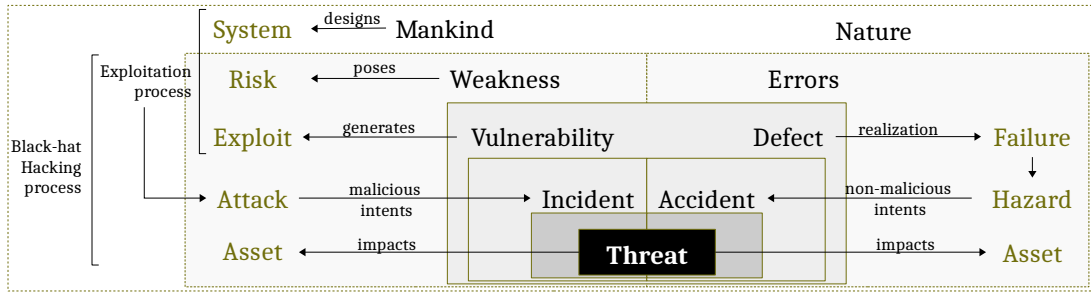 System
designs
Mankind
Nature
Exploitation
process
Risk
poses
Weakness
Errors
Black-hat
Hacking
process
Exploit
generates
Vulnerability
Defect
realization
Failure
Attack
malicious
intents
Incident
Accident
non-malicious
intents
Hazard
Asset
impacts
Threat
impacts
Asset